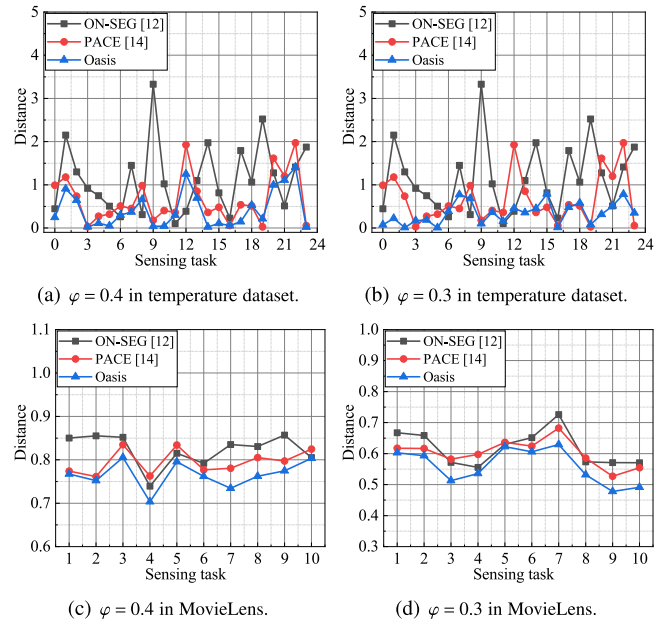 5
4
3
2
1
0
Distance
ON-SEG [12]
PACE [14]
Oasis
0 3 6 9 12 15 18 21 24
Sensing task
(a) φ = 0.4 in temperature dataset.
5
4
3
2
1
0
Distance
ON-SEG [12]
PACE [14]
Oasis
0 3 6 9 12 15 18 21 24
Sensing task
(b) φ = 0.3 in temperature dataset.
1.1
1.0
0.9
0.8
0.7
0.6
Distance
ON-SEG [12]
PACE [14]
Oasis
1 2 3 4 5 6 7 8 9 10
Sensing task
(c) φ = 0.4 in MovieLens.
1.0
0.9
0.8
0.7
0.6
0.5
0.4
0.3
Distance
ON-SEG [12]
PACE [14]
Oasis
1 2 3 4 5 6 7 8 9 10
Sensing task
(d) φ = 0.3 in MovieLens.